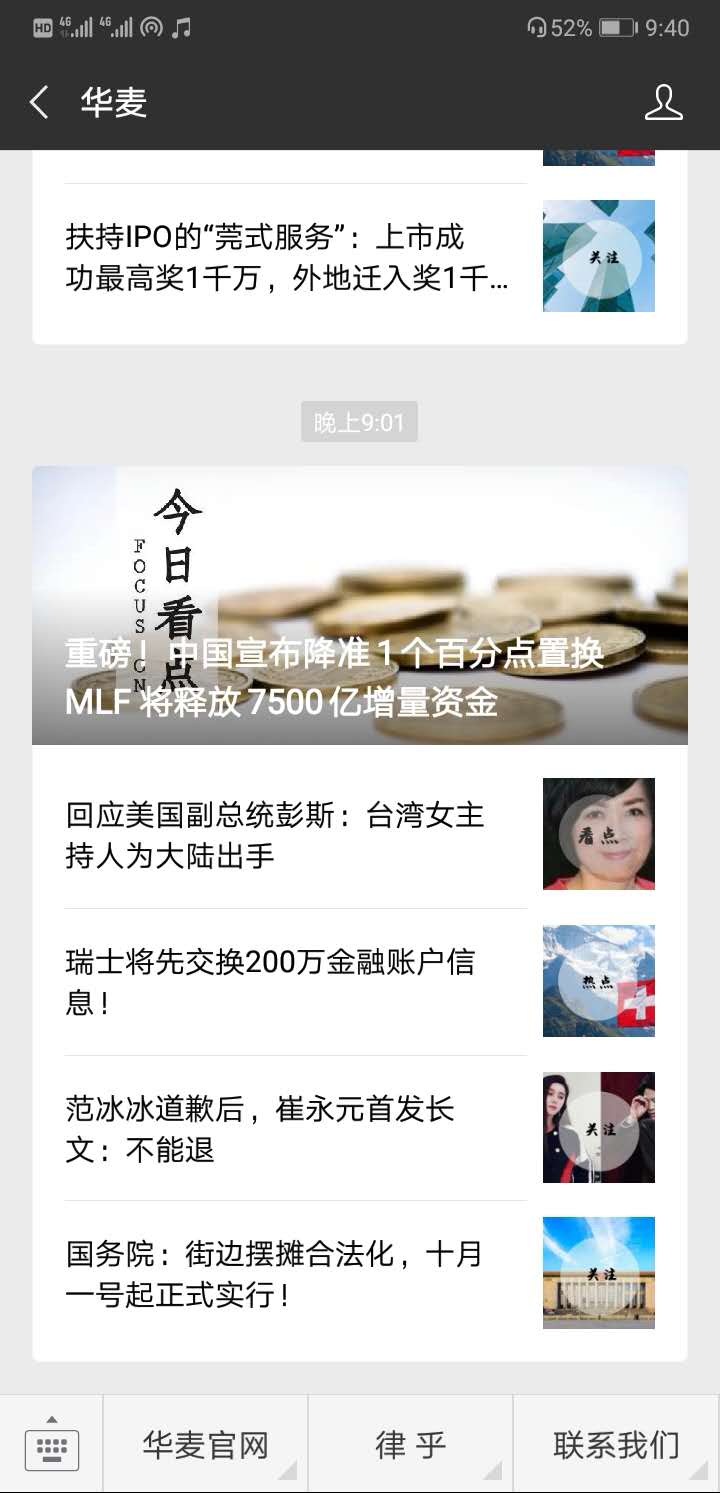 HD 4G 4G 52% 9:40
华麦
扶持IPO的“莞式服务”：上市成
功最高奖1千万，外地迁入奖1千...
关注
晚上9:01
今日看点
FOCUS CN
重磅！中国宣布降准1个百分点置换
MLF 将释放7500亿增量资金
回应美国副总统彭斯：台湾女主
持人为大陆出手
看点
瑞士将先交换200万金融账户信
息！
热点
范冰冰道歉后，崔永元首发长
文：不能退
关注
国务院：街边摆摊合法化，十月
一号起正式实行！
关注
华麦官网
律乎
联系我们